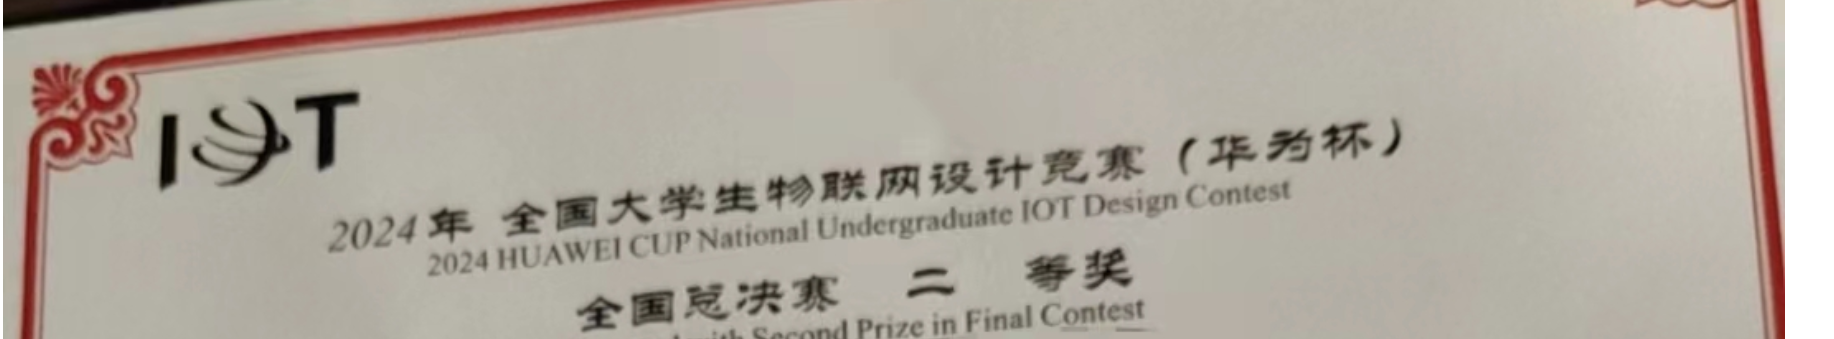 IOT
2024年 全国大学生物联网设计竞赛（华为杯）
2024 HUAWEI CUP National Undergraduate IOT Design Contest
全国总决赛 二 等奖
with Second Prize in Final Contest